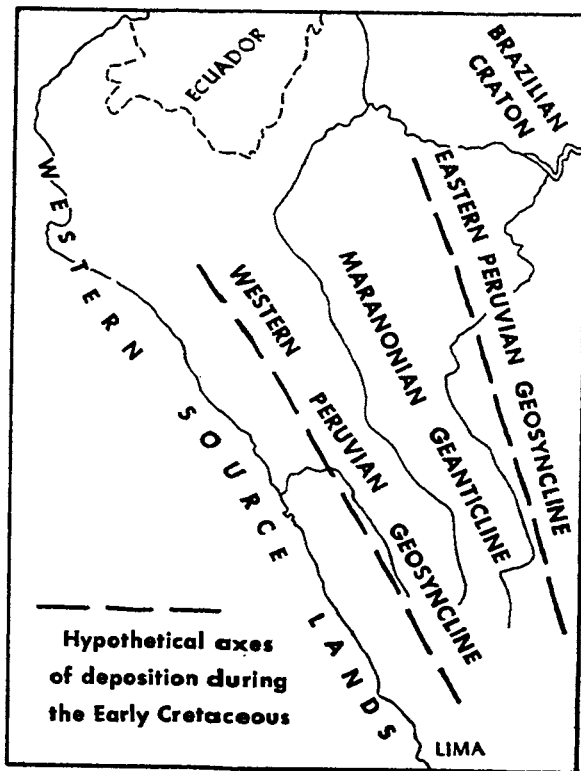 ECUADOR
BRAZILIAN
CRATON
WESTERN SOURCE LANDS
WESTERN PERUVIAN GEOSYNCLINE
MARANONIAN GEANTICLINE
EASTERN PERUVIAN GEOSYNCLINE
Hypothetical axes
of deposition during
the Early Cretaceous
LIMA